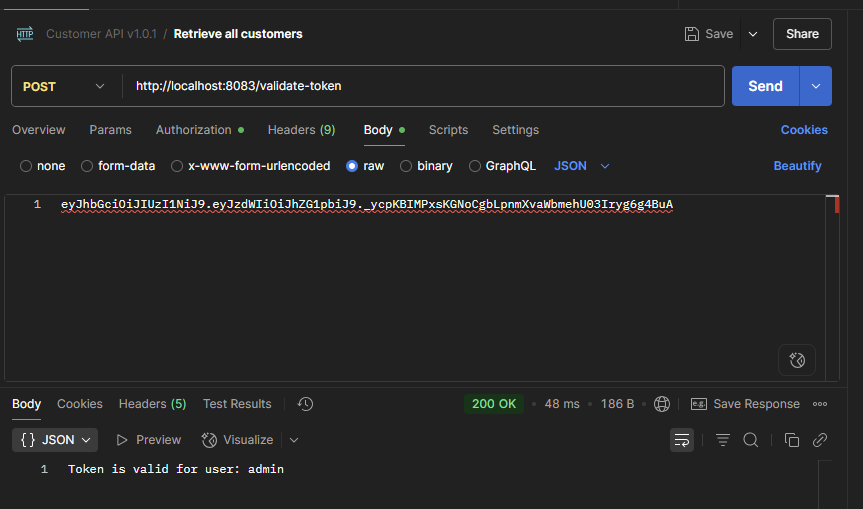 HTTP Customer API v1.0.1 / Retrieve all customers Save Share
POST http://localhost:8083/validate-token Send
Overview Params Authorization Headers (9) Body Scripts Settings Cookies
none form-data x-www-form-urlencoded raw binary GraphQL JSON Beautify
1 eyJhbGciOiJIUzI1NiJ9.eyJzdWIiOiJhZG1pbiJ9._ycpKBIMPxsKGNoCgbLpnmXvaWbmehU03Iryg6g4BuA
Body Cookies Headers (5) Test Results 200 OK • 48 ms • 186 B e.g. Save Response
{} JSON Preview Visualize
1 Token is valid for user: admin